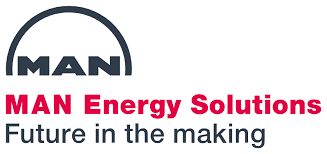 MAN
MAN Energy Solutions
Future in the making